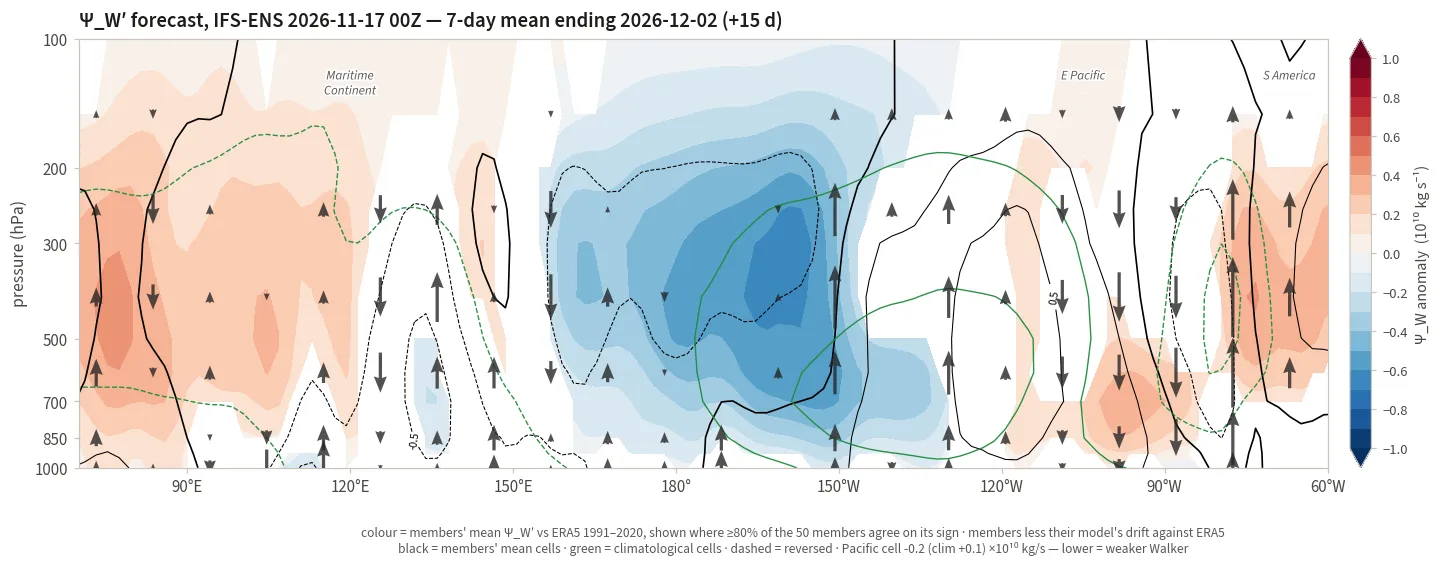 Ψ_W′ forecast, IFS-ENS 2026-11-17 00Z — 7-day mean ending 2026-12-02 (+15 d)
100
200
300
400
500
700
850
1000
pressure (hPa)
Maritime
Continent
E Pacific
S America
0.5
-0.5
90°E
120°E
150°E
180°
150°W
120°W
90°W
60°W
1.0
0.8
0.6
0.4
0.2
0.0
−0.2
−0.4
−0.6
−0.8
−1.0
Ψ_W anomaly (10¹⁰ kg s⁻¹)
colour = members' mean Ψ_W′ vs ERA5 1991–2020, shown where ≥80% of the 50 members agree on its sign · members less their model's drift against ERA5
black = members' mean cells · green = climatological cells · dashed = reversed · Pacific cell -0.2 (clim +0.1) ×10¹⁰ kg/s — lower = weaker Walker